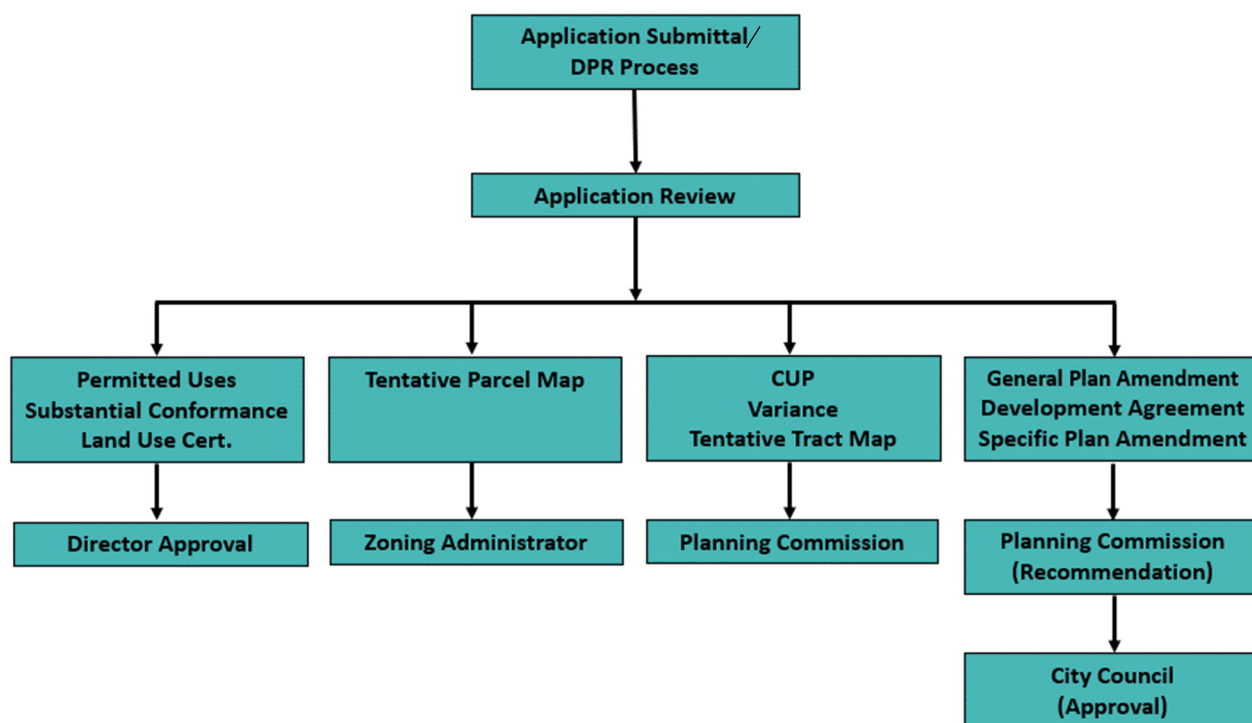 Application Submittal/
DPR Process
Application Review
Permitted Uses
Substantial Conformance
Land Use Cert.
Tentative Parcel Map
CUP
Variance
Tentative Tract Map
General Plan Amendment
Development Agreement
Specific Plan Amendment
Director Approval
Zoning Administrator
Planning Commission
Planning Commission
(Recommendation)
City Council
(Approval)